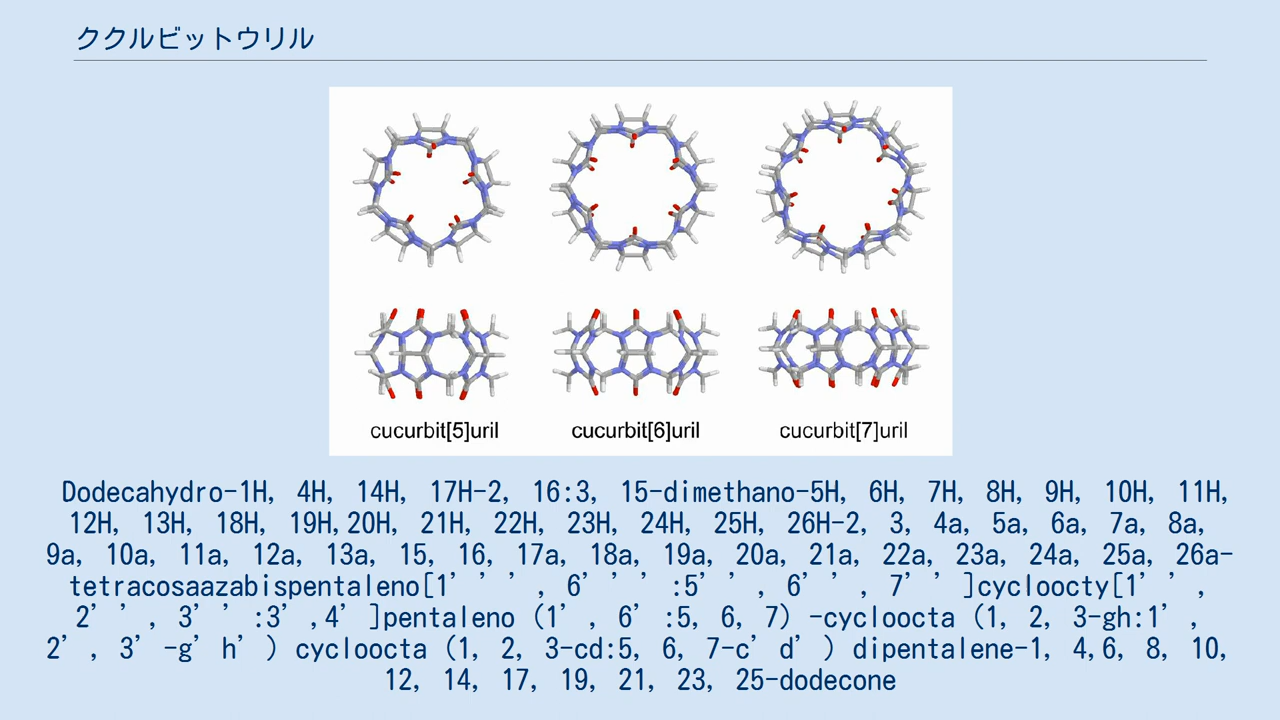 ククルビットウリル
cucurbit[5]uril
cucurbit[6]uril
cucurbit[7]uril
Dodecahydro-1H, 4H, 14H, 17H-2, 16:3, 15-dimethano-5H, 6H, 7H, 8H, 9H, 10H, 11H,
12H, 13H, 18H, 19H,20H, 21H, 22H, 23H, 24H, 25H, 26H-2, 3, 4a, 5a, 6a, 7a, 8a,
9a, 10a, 11a, 12a, 13a, 15, 16, 17a, 18a, 19a, 20a, 21a, 22a, 23a, 24a, 25a, 26a-
tetracosaazabispentaleno[1’’’, 6’’’:5’’, 6’’, 7’’]cycloocty[1’’,
2’’, 3’’:3’,4’]pentaleno (1’, 6’:5, 6, 7) -cycloocta (1, 2, 3-gh:1’,
2’, 3’-g’h’) cycloocta (1, 2, 3-cd:5, 6, 7-c’d’) dipentalene-1, 4,6, 8, 10,
12, 14, 17, 19, 21, 23, 25-dodecone